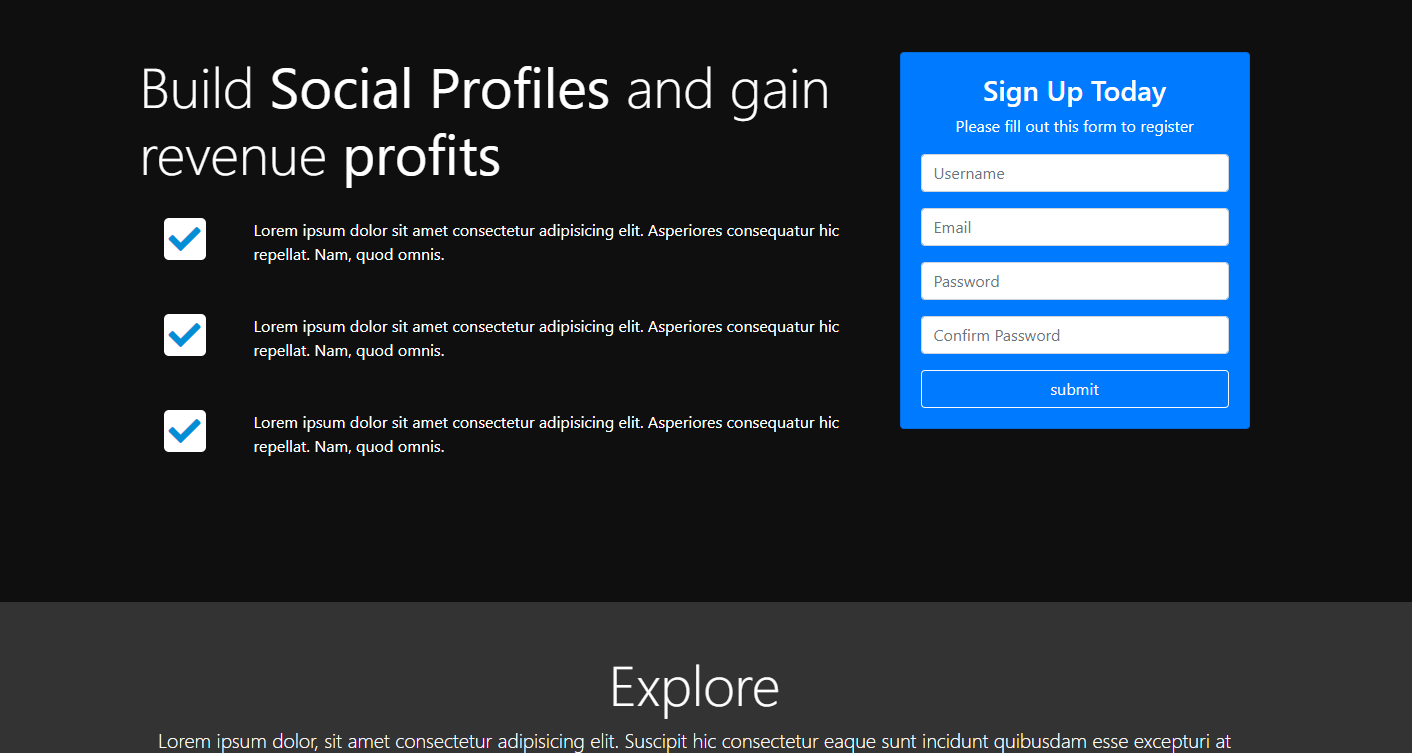 Build Social Profiles and gain
revenue profits
Lorem ipsum dolor sit amet consectetur adipisicing elit. Asperiores consequatur hic
repellat. Nam, quod omnis.
Lorem ipsum dolor sit amet consectetur adipisicing elit. Asperiores consequatur hic
repellat. Nam, quod omnis.
Lorem ipsum dolor sit amet consectetur adipisicing elit. Asperiores consequatur hic
repellat. Nam, quod omnis.
Sign Up Today
Please fill out this form to register
Username
Email
Password
Confirm Password
submit
Explore
Lorem ipsum dolor, sit amet consectetur adipisicing elit. Suscipit hic consectetur eaque sunt incidunt quibusdam esse excepturi at